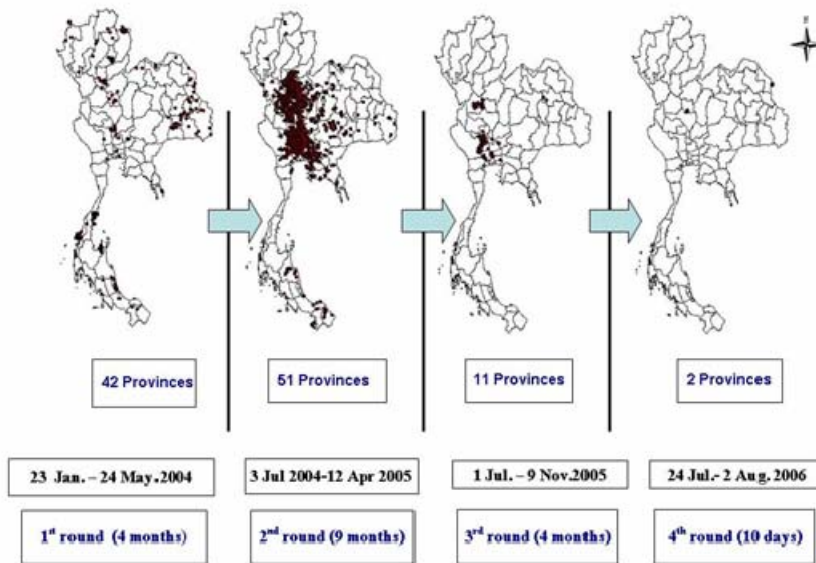 42 Provinces
51 Provinces
11 Provinces
2 Provinces
23 Jan. – 24 May. 2004
3 Jul 2004-12 Apr 2005
1 Jul. – 9 Nov.2005
24 Jul.- 2 Aug. 2006
1st round (4 months)
2nd round (9 months)
3rd round (4 months)
4th round (10 days)